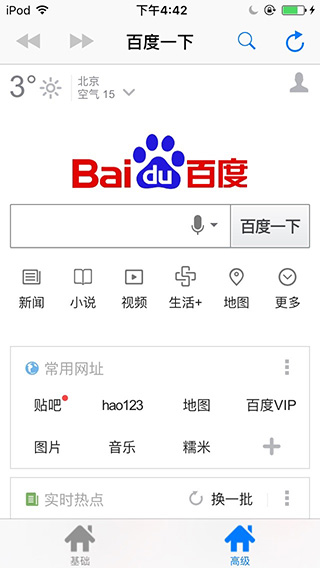 iPod 下午4:42
百度一下
3° 北京
空气 15
Bai du 百度
百度一下
新闻 小说 视频 生活+ 地图 更多
常用网址
贴吧 hao123 地图 百度VIP
图片 音乐 糯米
实时热点 换一批
基础 高级